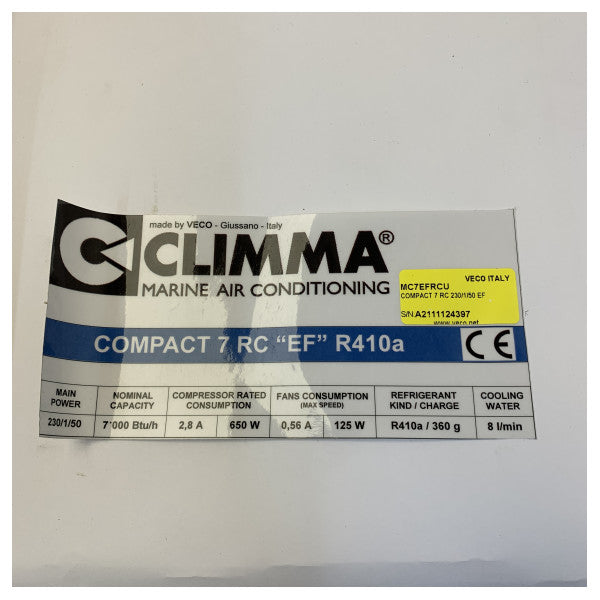 made by VECO - Giussano - Italy
CLIMMA®
MARINE AIR CONDITIONING
VECO ITALY
MC7EFRCU
COMPACT 7 RC 230/1/50 EF
S/N A2111124397
www.veco.net
COMPACT 7 RC "EF" R410a
CE
MAIN POWER NOMINAL CAPACITY COMPRESSOR RATED CONSUMPTION FANS CONSUMPTION (MAX SPEED) REFRIGERANT KIND / CHARGE COOLING WATER
230/1/50 7'000 Btu/h 2,8 A 650 W 0,56 A 125 W R410a / 360 g 8 l/min